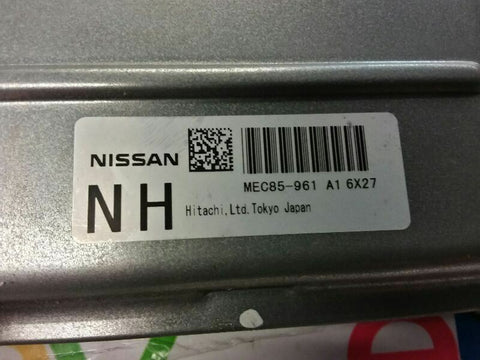 NISSAN
MEC85-961 A1 6X27
NH
Hitachi,Ltd.Tokyo Japan
e